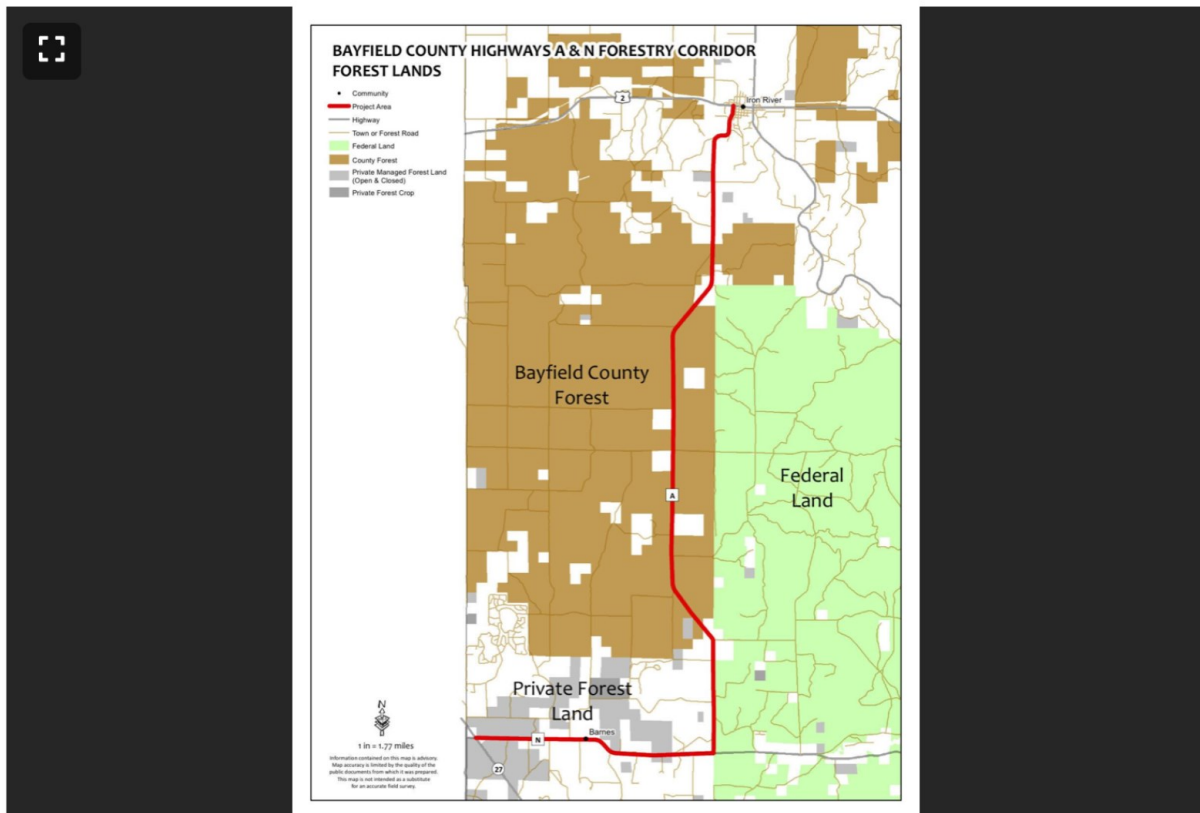 BAYFIELD COUNTY HIGHWAYS A & N FORESTRY CORRIDOR
FOREST LANDS
Community
Project Area
Highway
Town or Forest Road
Federal Land
County Forest
Private Managed Forest Land
(Open & Closed)
Private Forest Crop
2
Iron River
Bayfield County
Forest
Federal
Land
A
Private Forest
Land
Barnes
N
27
N
1 in = 1.77 miles
Information contained on this map is advisory.
Map accuracy is limited by the quality of the
public documents from which it was prepared.
This map is not intended as a substitute
for an accurate field survey.